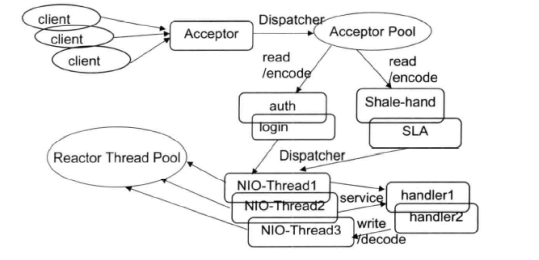 client
client
client
Acceptor
Dispatcher
Acceptor Pool
read
/encode
read
/encode
auth
login
Shale-hand
SLA
Reactor Thread Pool
Dispatcher
NIO-Thread1
NIO-Thread2
NIO-Thread3
service
handler1
handler2
write
/decode